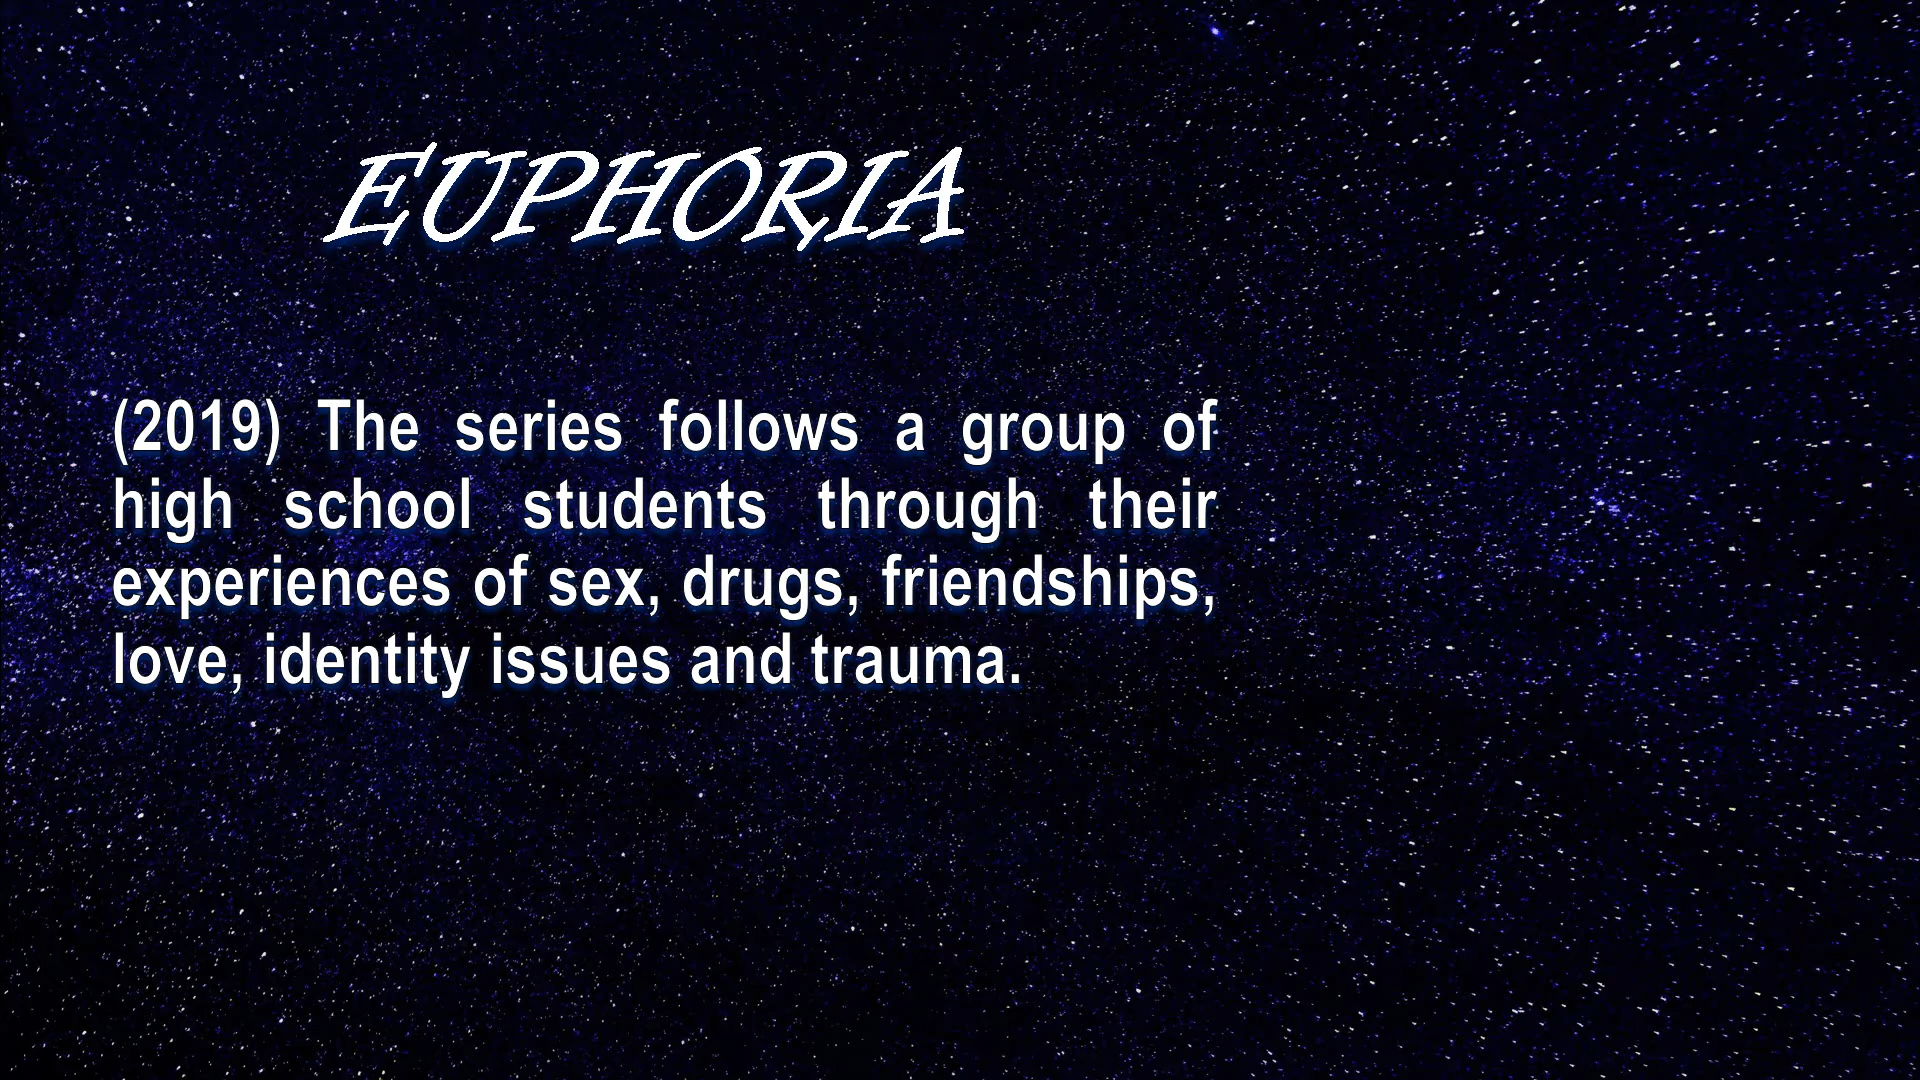 EUPHORIA
(2019) The series follows a group of
high school students through their
experiences of sex, drugs, friendships,
love, identity issues and trauma.